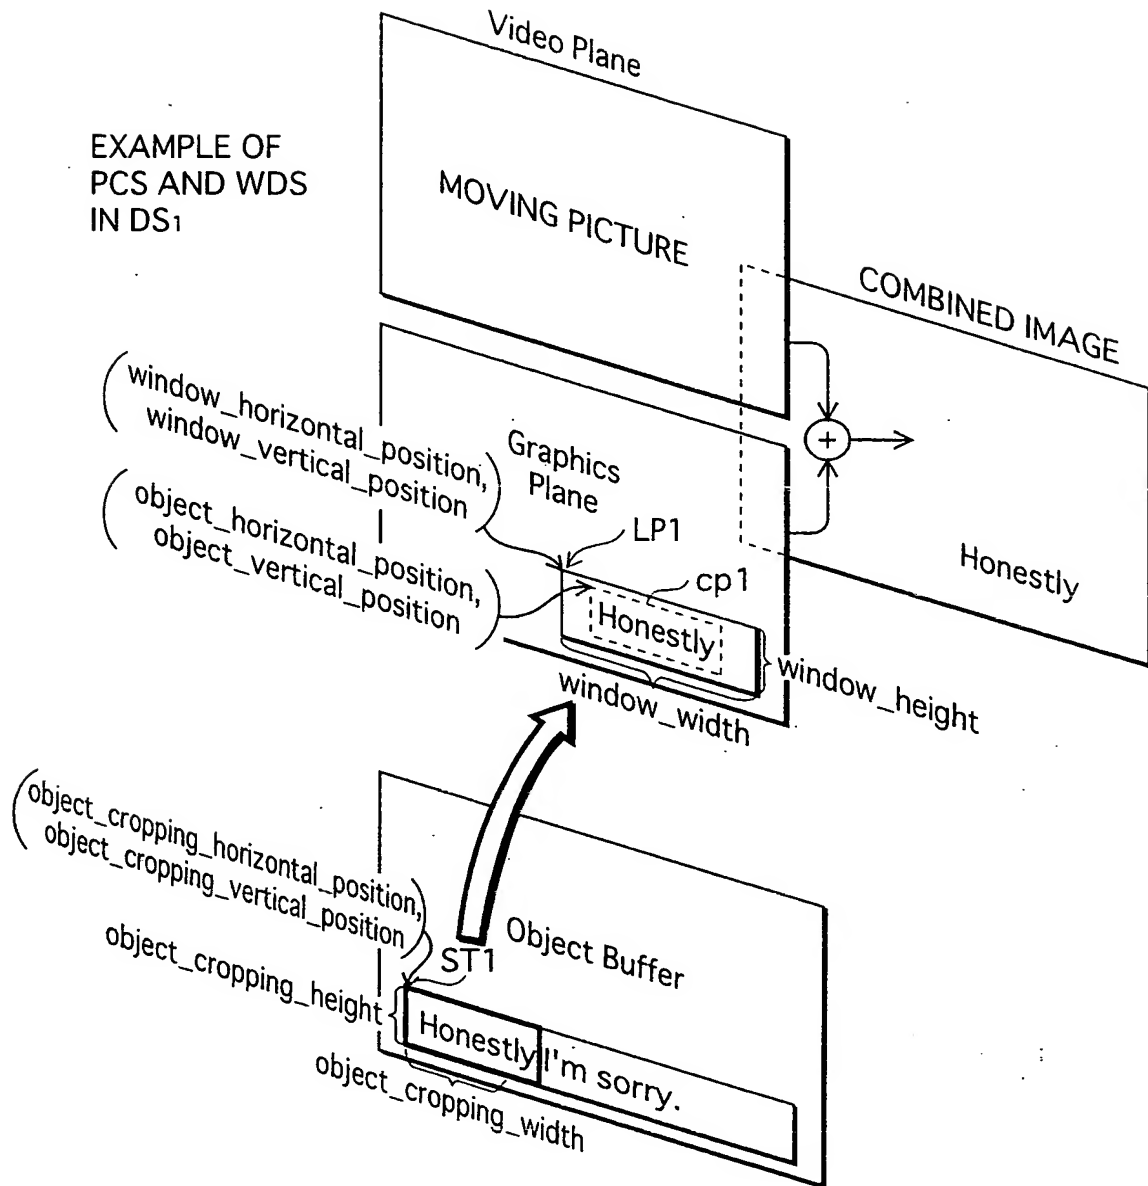 Video Plane
EXAMPLE OF
PCS AND WDS
IN DS1
MOVING PICTURE
COMBINED IMAGE
window_horizontal_position,
window_vertical_position
Graphics
Plane
object_horizontal_position,
object_vertical_position
LP1
cp1
+
Honestly
Honestly
window_height
window_width
object_cropping_horizontal_position,
object_cropping_vertical_position
Object Buffer
ST1
object_cropping_height
Honestly I'm sorry.
object_cropping_width